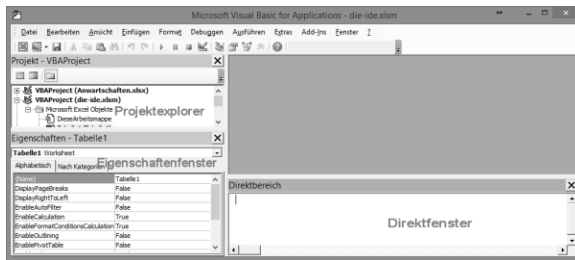 Microsoft Visual Basic for Applications - die-ide.xlsm
Datei Bearbeiten Ansicht Einfügen Format Debuggen Ausführen Extras Add-Ins Fenster ?
Projekt - VBAProject
VBAProject (Anwartschaften.xlsx)
VBAProject (die-ide.xlsm)
Microsoft Excel Objekte
DieseArbeitsmappe
Projektexplorer
Eigenschaften - Tabelle1
Tabelle1 Worksheet
Alphabetisch Nach Kategorien
Eigenschaftenfenster
(Name) Tabelle1
DisplayPageBreaks False
DisplayRightToLeft False
EnableAutoFilter False
EnableCalculation True
EnableFormatConditionsCalculation True
EnableOutlining False
EnablePivotTable False
Direktbereich
Direktfenster